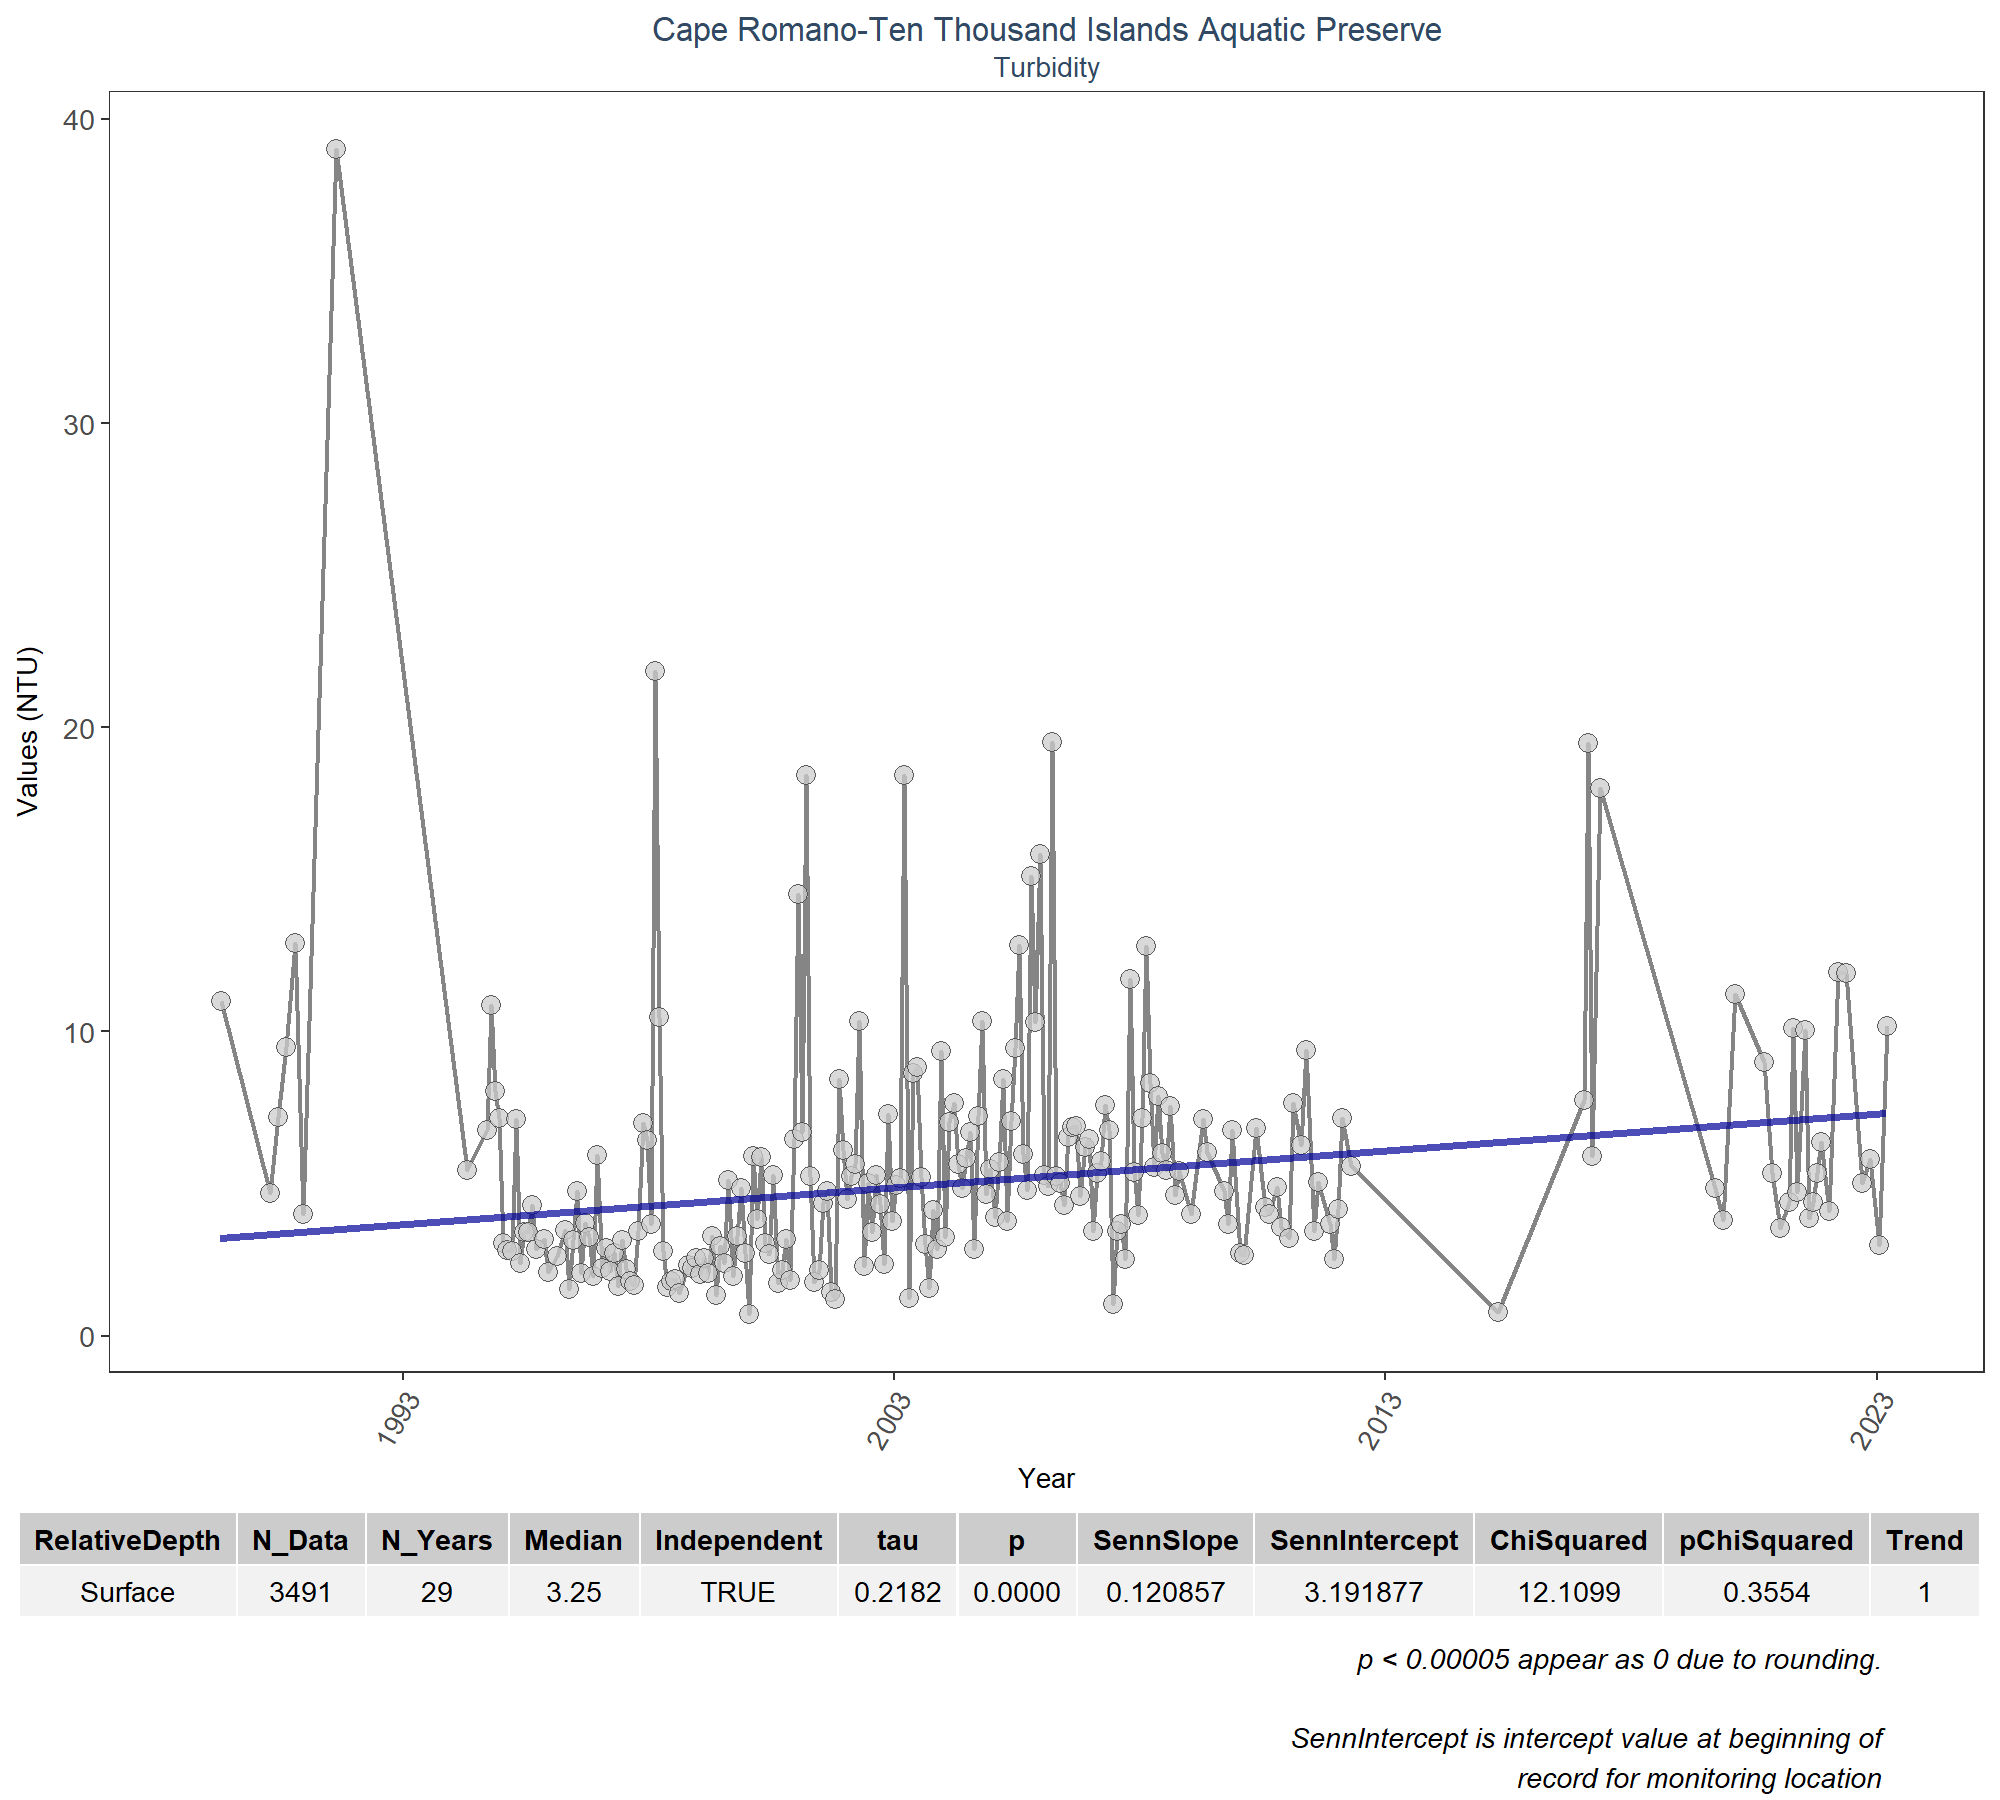 Cape Romano-Ten Thousand Islands Aquatic Preserve
Turbidity
Values (NTU)
40
30
20
10
0
1993
2003
2013
2023
Year
RelativeDepth N_Data N_Years Median Independent tau p SennSlope SennIntercept ChiSquared pChiSquared Trend
Surface 3491 29 3.25 TRUE 0.2182 0.0000 0.120857 3.191877 12.1099 0.3554 1
p < 0.00005 appear as 0 due to rounding.
SennIntercept is intercept value at beginning of
record for monitoring location